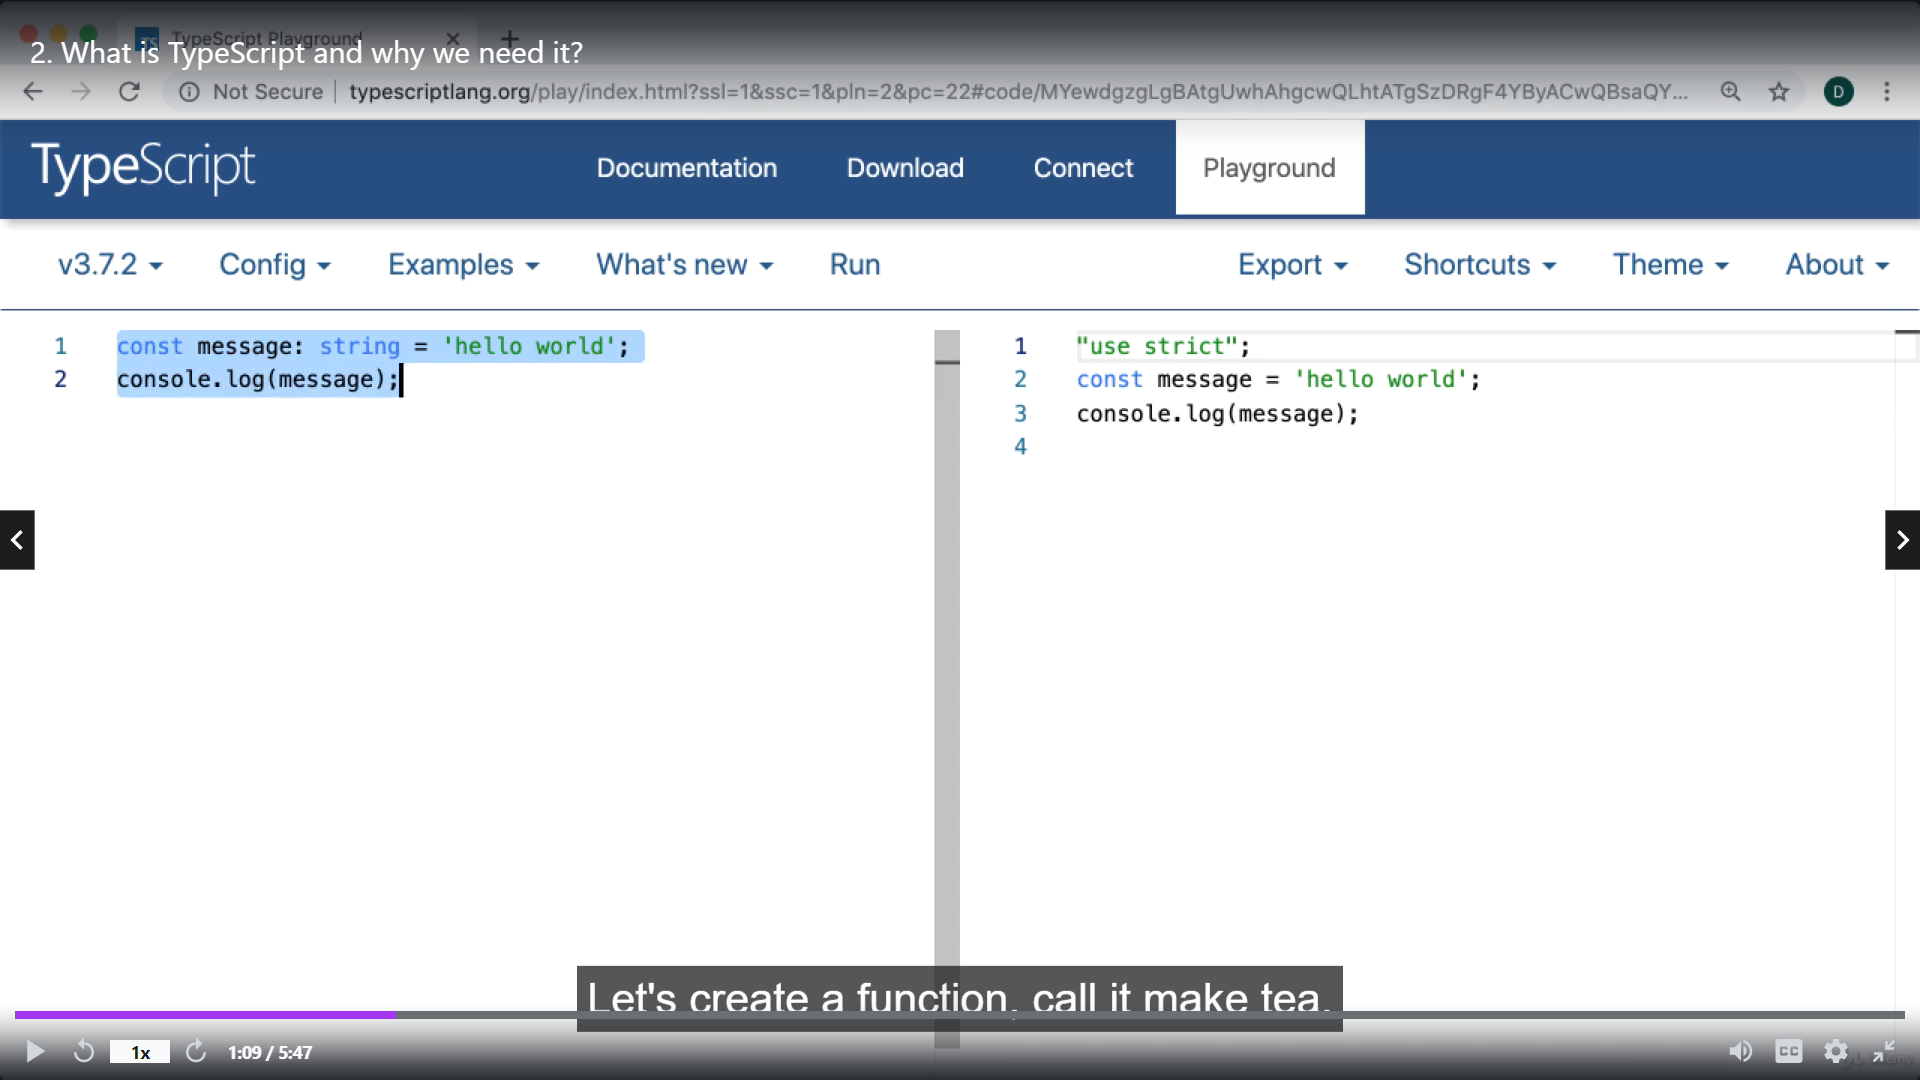 TypeScript Playground
2. What is TypeScript and why we need it?
Not Secure | typescriptlang.org/play/index.html?ssl=1&ssc=1&pln=2&pc=22#code/MYewdgzgLgBAtgUwhAhgcwQLhtATgSzDRgF4YByACwQBsaQY...
D
TypeScript
Documentation Download Connect Playground
v3.7.2 Config Examples What's new Run Export Shortcuts Theme About
1 const message: string = 'hello world';
2 console.log(message);
1 "use strict";
2 const message = 'hello world';
3 console.log(message);
4
Let's create a function, call it make tea.
1x 1:09 / 5:47 CC